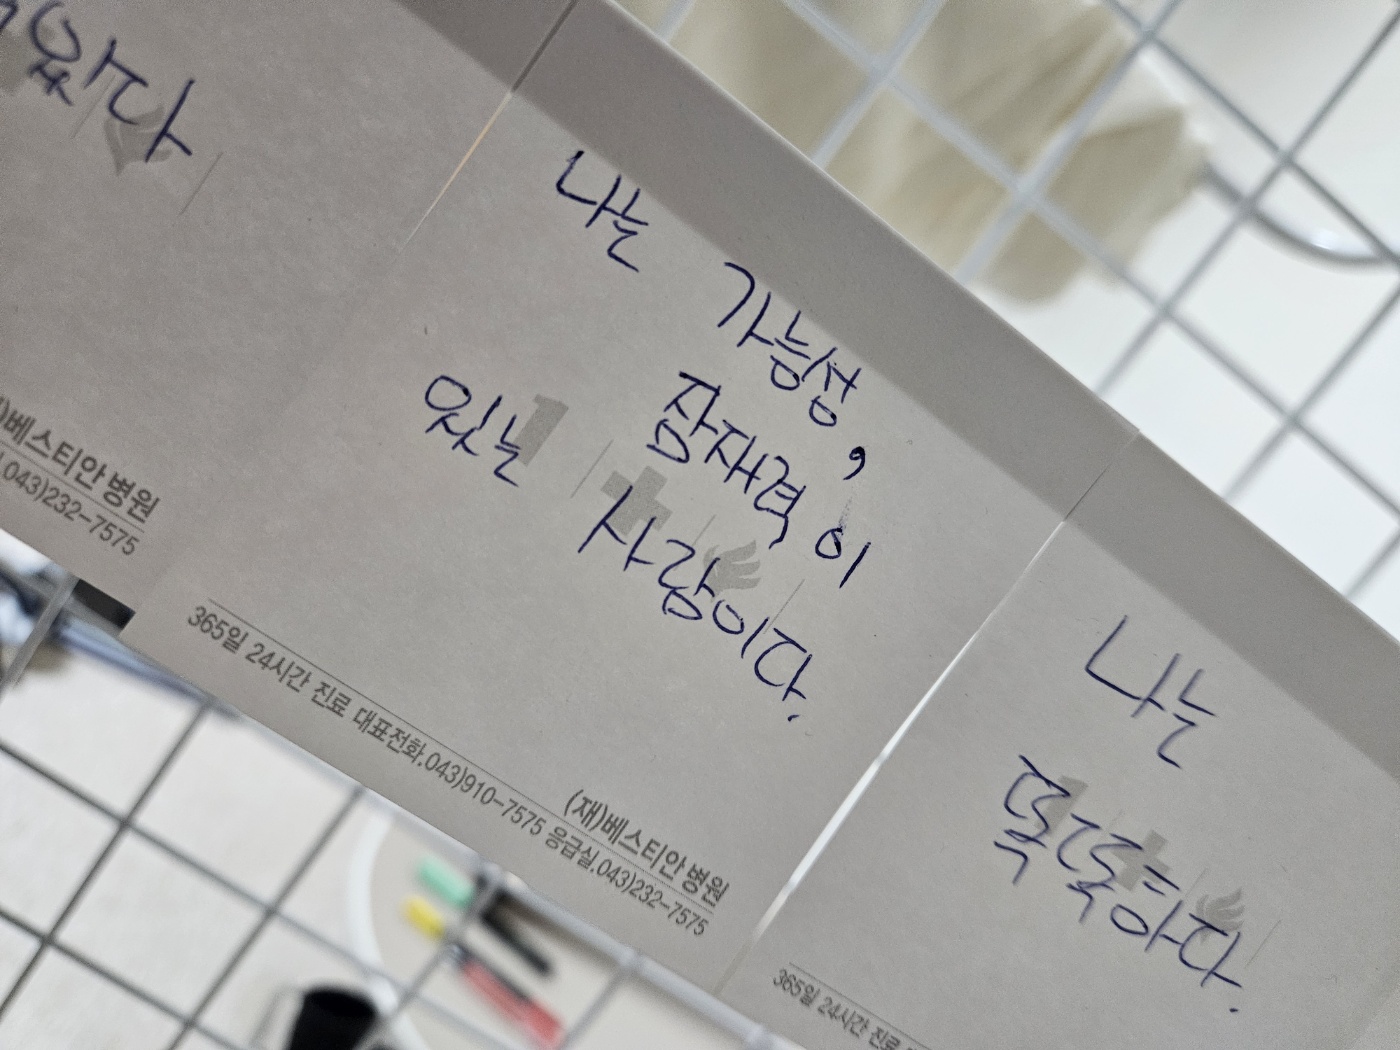 있다
)베스티안병원
.043)232-7575
나는 가능성,
잠재력이
있는 사람이다.
365일 24시간 진료 대표전화.043)910-7575 응급실.043)232-7575
(재)베스티안병원
나는
똑똑하다.
365일 24시간 진료